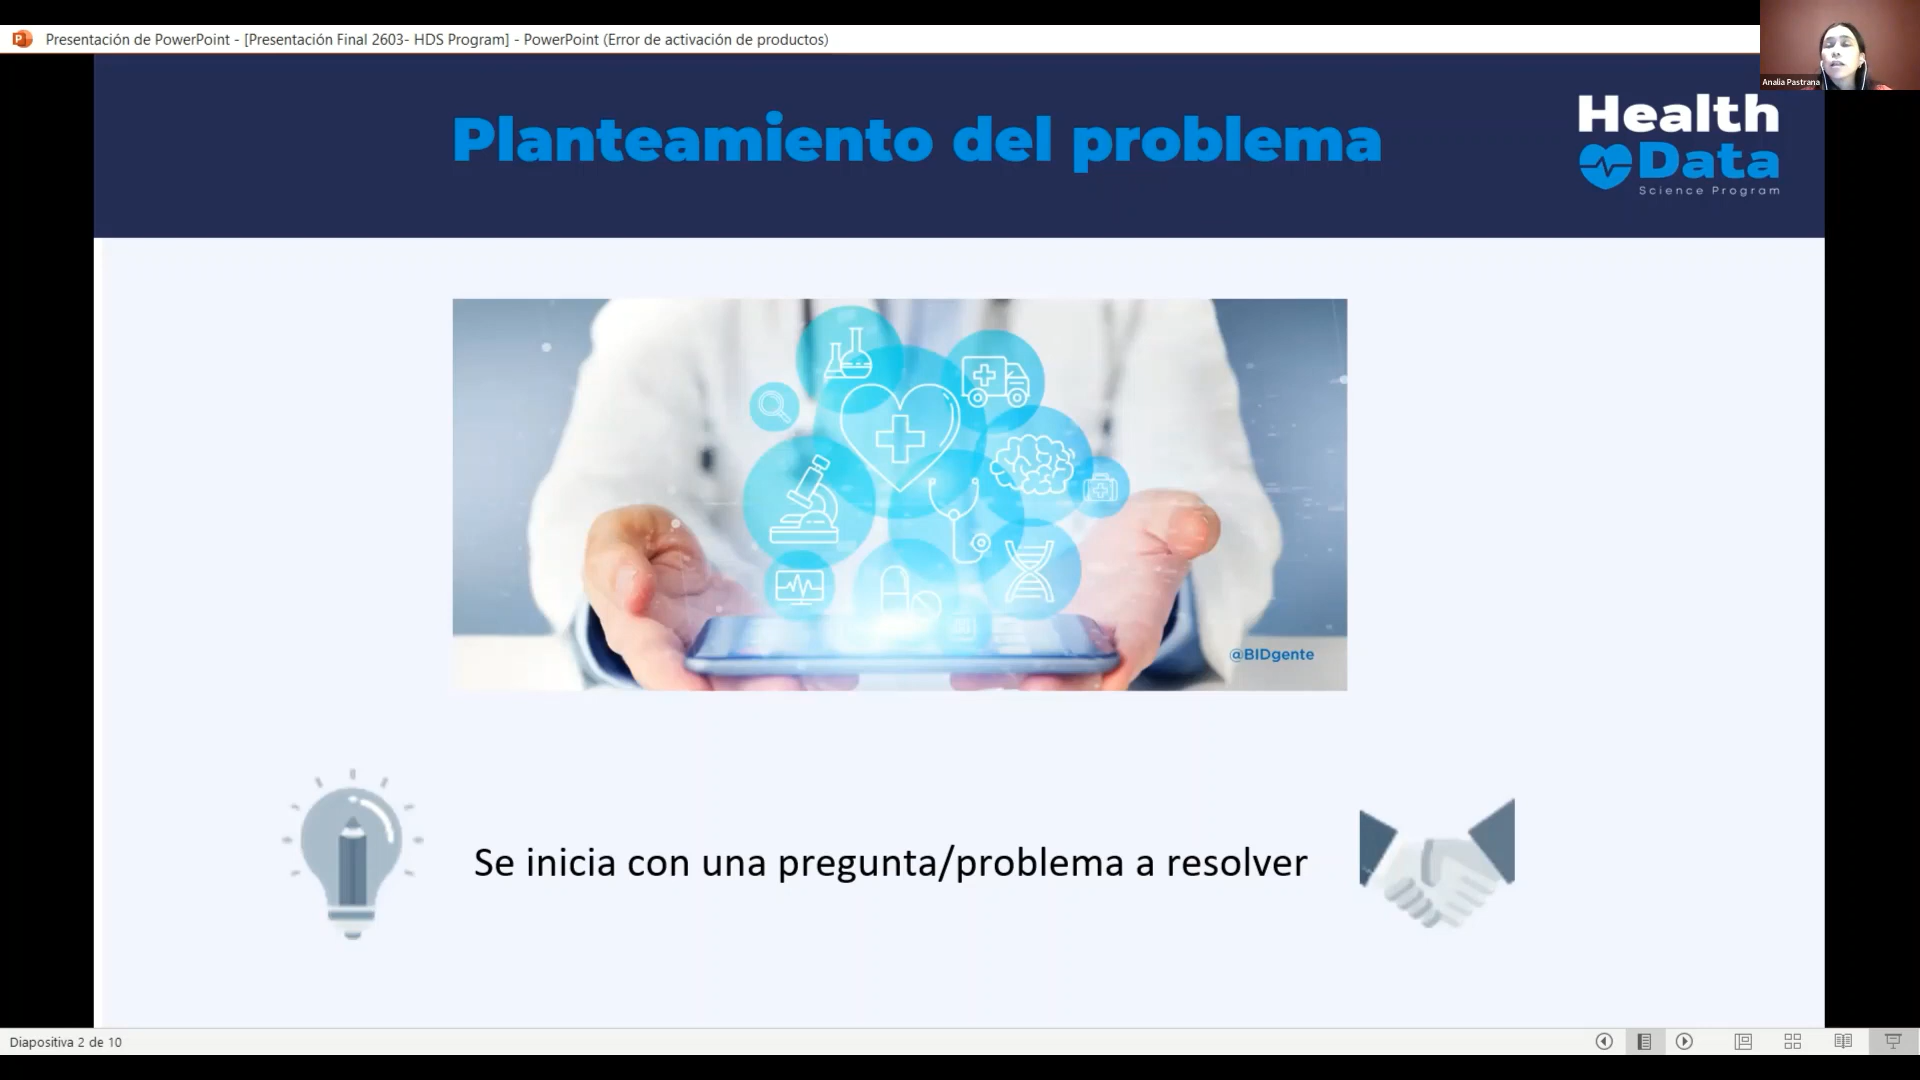 Presentación de PowerPoint - [Presentación Final 2603- HDS Program] - PowerPoint (Error de activación de productos)
Analia Pastrana
Planteamiento del problema
Health
Data
Science Program
@BIDgente
Se inicia con una pregunta/problema a resolver
Diapositiva 2 de 10